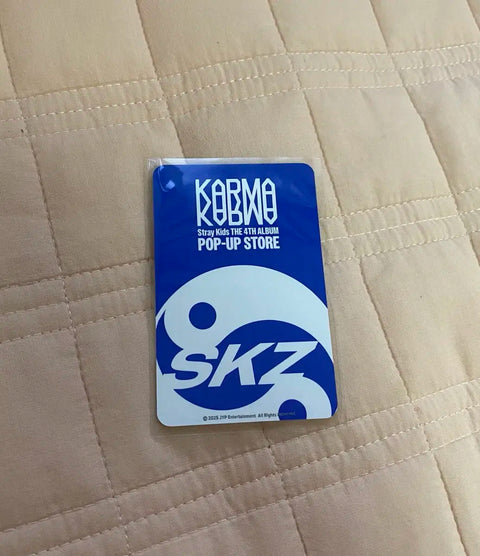 KARMA
KARMA
Stray Kids THE 4TH ALBUM
POP-UP STORE
SKZ
© 2025 JYP Entertainment. All Rights Reserved.